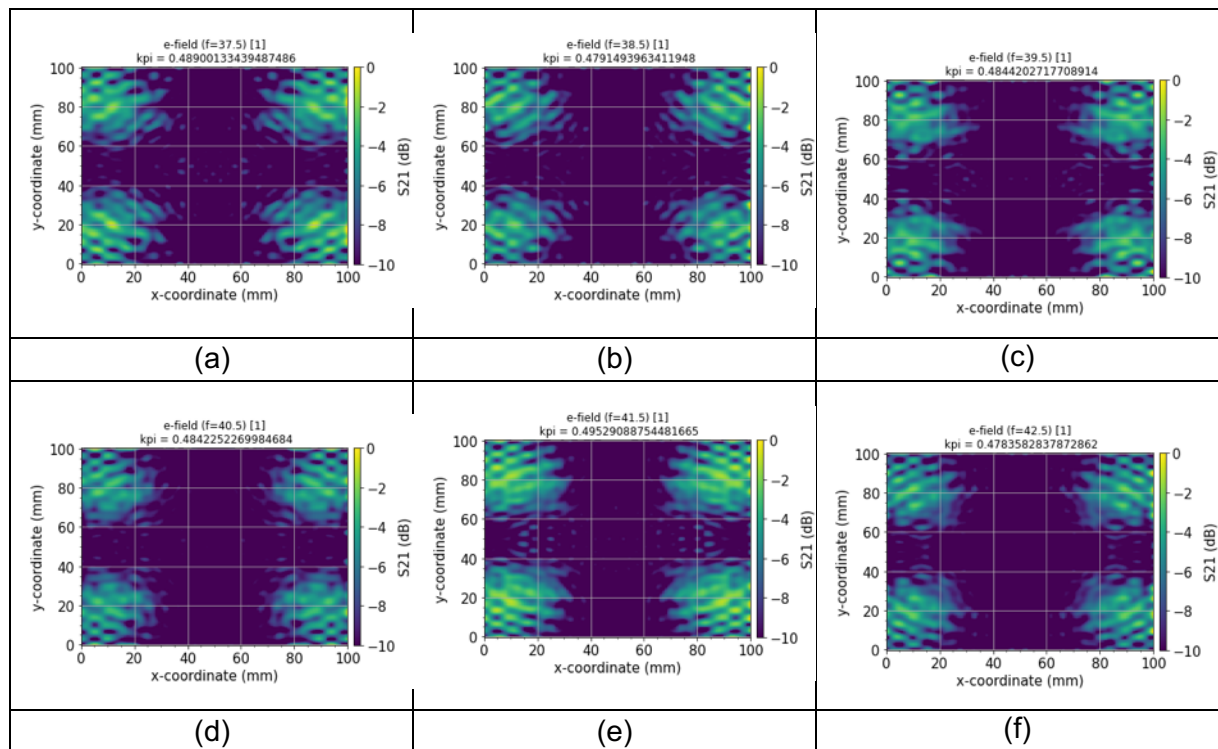 e-field (f=37.5) [1]
kpi = 0.48900133439487486
100
80
60
40
20
0
y-coordinate (mm)
0 20 40 60 80 100
x-coordinate (mm)
0
−2
−4
−6
−8
−10
S21 (dB)
(a)
e-field (f=38.5) [1]
kpi = 0.4791493963411948
100
80
60
40
20
0
y-coordinate (mm)
0 20 40 60 80 100
x-coordinate (mm)
0
−2
−4
−6
−8
−10
S21 (dB)
(b)
e-field (f=39.5) [1]
kpi = 0.4844202717708914
100
80
60
40
20
0
y-coordinate (mm)
0 20 40 60 80 100
x-coordinate (mm)
0
−2
−4
−6
−8
−10
S21 (dB)
(c)
e-field (f=40.5) [1]
kpi = 0.4842252269984684
100
80
60
40
20
0
y-coordinate (mm)
0 20 40 60 80 100
x-coordinate (mm)
0
−2
−4
−6
−8
−10
S21 (dB)
(d)
e-field (f=41.5) [1]
kpi = 0.49529088754481665
100
80
60
40
20
0
y-coordinate (mm)
0 20 40 60 80 100
x-coordinate (mm)
0
−2
−4
−6
−8
−10
S21 (dB)
(e)
e-field (f=42.5) [1]
kpi = 0.4783582837872862
100
80
60
40
20
0
y-coordinate (mm)
0 20 40 60 80 100
x-coordinate (mm)
0
−2
−4
−6
−8
−10
S21 (dB)
(f)